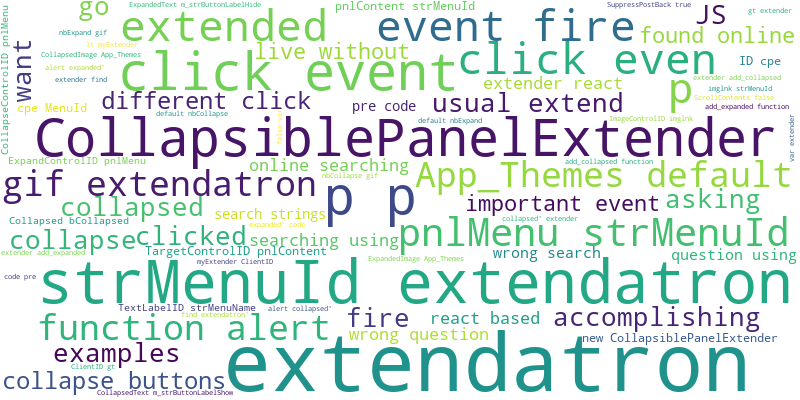 ExpandedText m_strButtonLabelHide
pnlContent strMenuId
SuppressPostBack true
gt extender
go
JS
nbExpand gif
extended
event fire
found online
CollapseControlID pnlMenu
want
CollapsedImage App_Themes
live without
click even
ID cpe
alert expanded'
click event
extender react
p
extender add_collapsed
extender find
imglnk strMenuId
ScrollContents false
cpe MenuId
different click
pre code
usual extend
add_expanded function
default nbCollapse
default nbExpand
ImageControlID imglnk
var extender
CollapsiblePanelExtender
ExpandControlID pnlMenu
online searching
add_collapsed function
gif extendatron
nbCollapse gif
p p
App_Themes default
collapsed
search strings
important event
asking
Collapsed bCollapsed
expanded' code
collapsed' extender
collapse
clicked
searching using
pnlMenu strMenuId
extender add_expanded
TargetControlID pnlContent
ExpandedImage App_Themes
wrong search
question using
myExtender ClientID
code pre
strMenuId extendatron
TextLabelID strMenuName
alert collapsed'
find extendatron'
function alert
fire
react based
accomplishing
examples
wrong question
new CollapsiblePanelExtender
ClientID gt
collapse buttons
extendatron
CollapsedText m_strButtonLabelShow